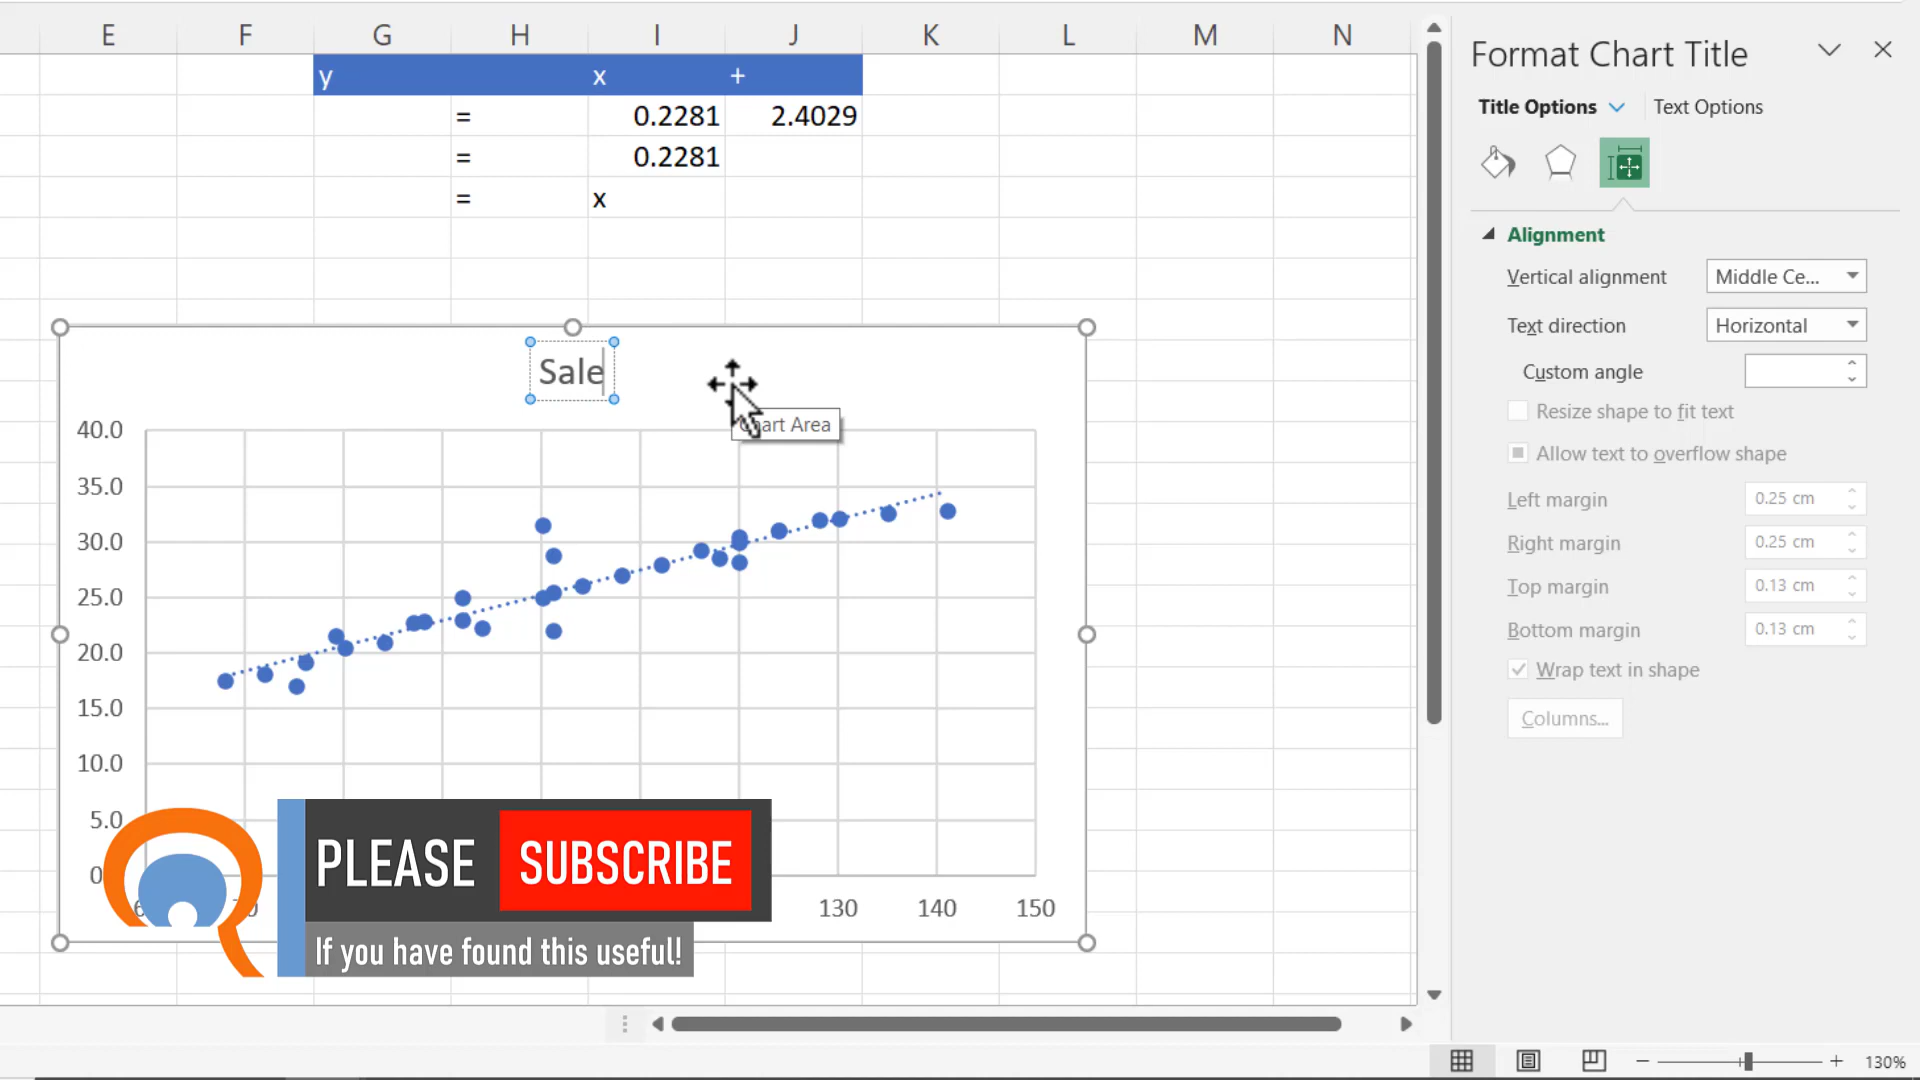 E F G H I J K L M N
y x +
= 0.2281 2.4029
= 0.2281
= x
Sale
40.0
35.0
30.0
25.0
20.0
15.0
10.0
5.0
130 140 150
PLEASE SUBSCRIBE
If you have found this useful!
Format Chart Title
Title Options Text Options
Alignment
Vertical alignment Middle Ce...
Text direction Horizontal
Custom angle
Resize shape to fit text
Allow text to overflow shape
Left margin 0.25 cm
Right margin 0.25 cm
Top margin 0.13 cm
Bottom margin 0.13 cm
Wrap text in shape
Columns...
Area
130%